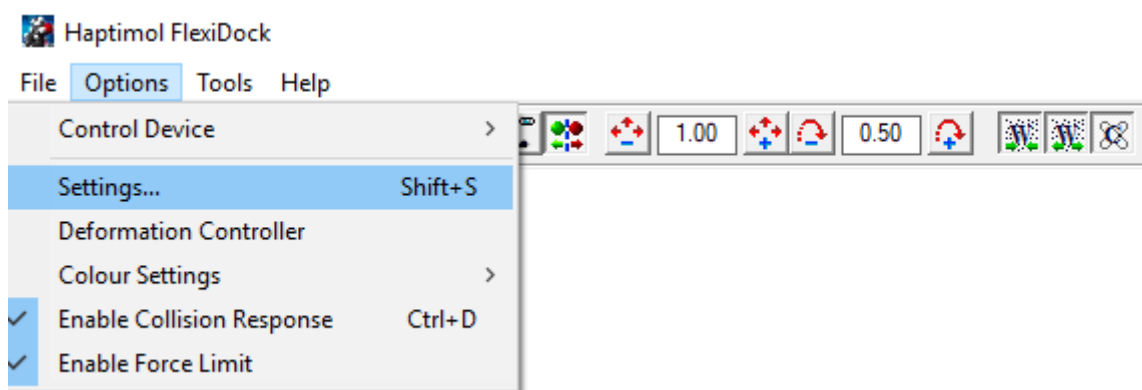 Haptimol FlexiDock
File Options Tools Help
Control Device
1.00 0.50
Settings... Shift+S
Deformation Controller
Colour Settings
Enable Collision Response Ctrl+D
Enable Force Limit